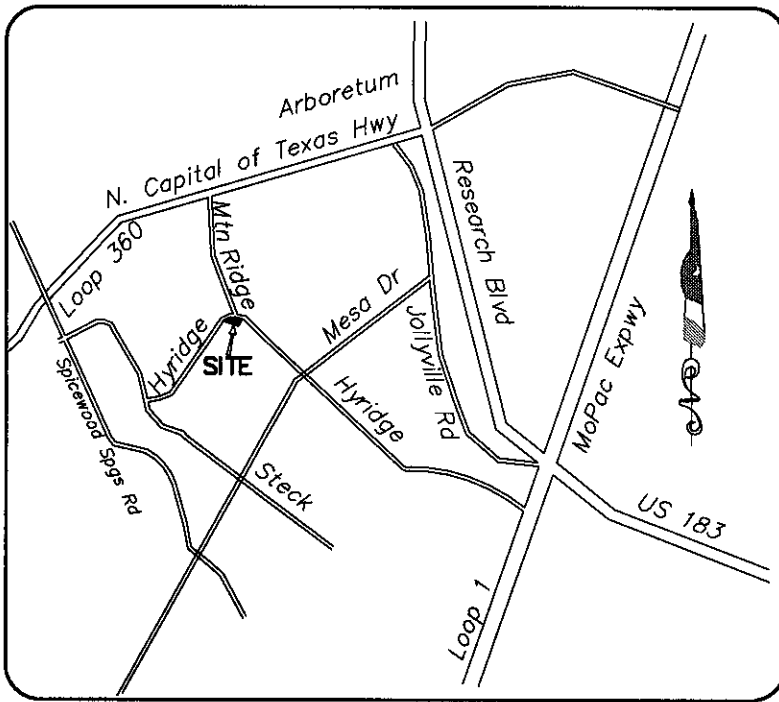 Arboretum
N. Capital of Texas Hwy
Loop 360
Mtn Ridge
Research Blvd
Mesa Dr
Hyridge
SITE
Jollyville Rd
Hyridge
MoPac Expwy
Spicewood Spgs Rd
Steck
US 183
Loop 1